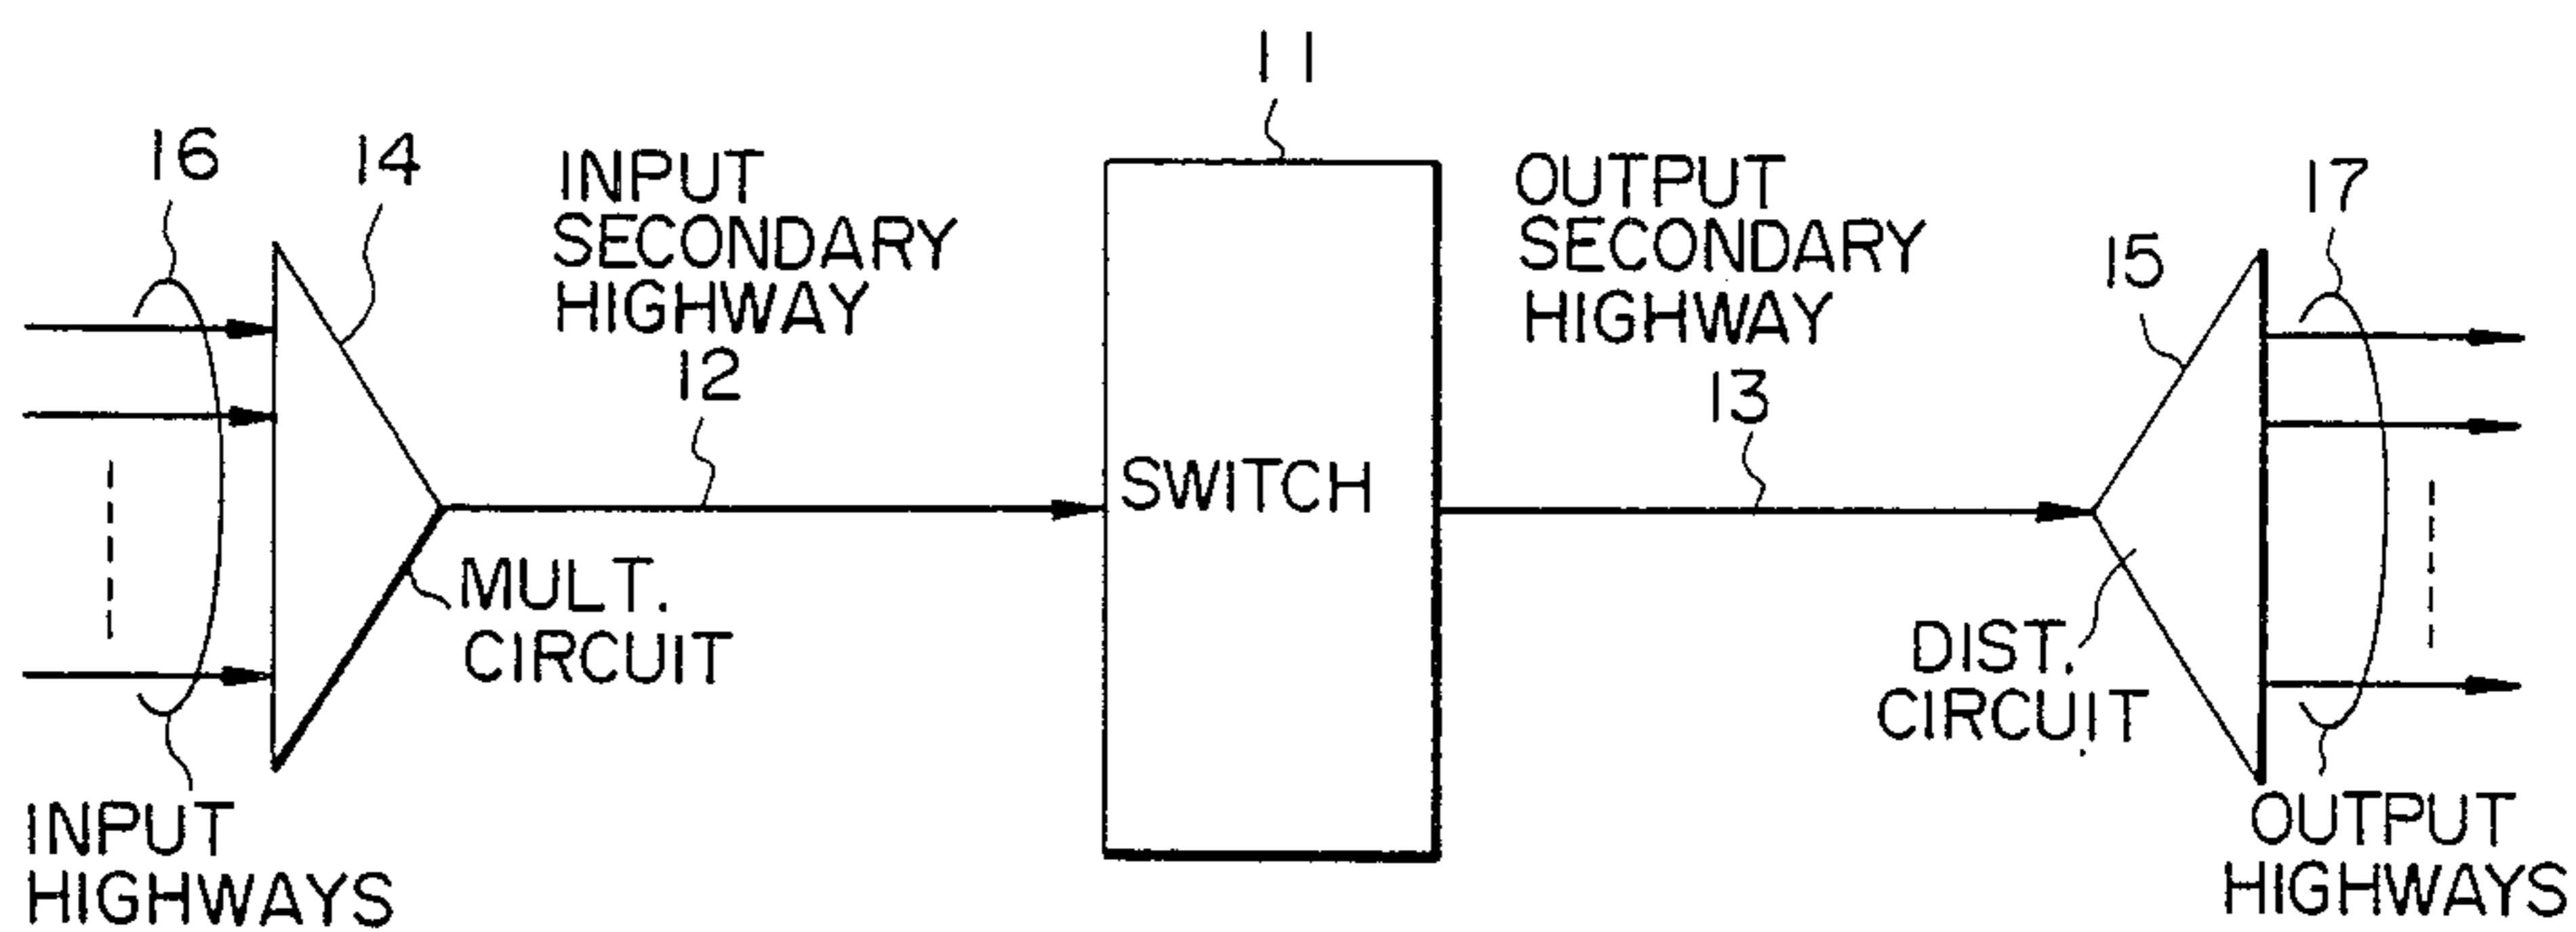 11
16
14
INPUT
SECONDARY
HIGHWAY
12
OUTPUT
SECONDARY
HIGHWAY
13
15
17
SWITCH
MULT.
CIRCUIT
DIST.
CIRCUIT
INPUT
HIGHWAYS
OUTPUT
HIGHWAYS